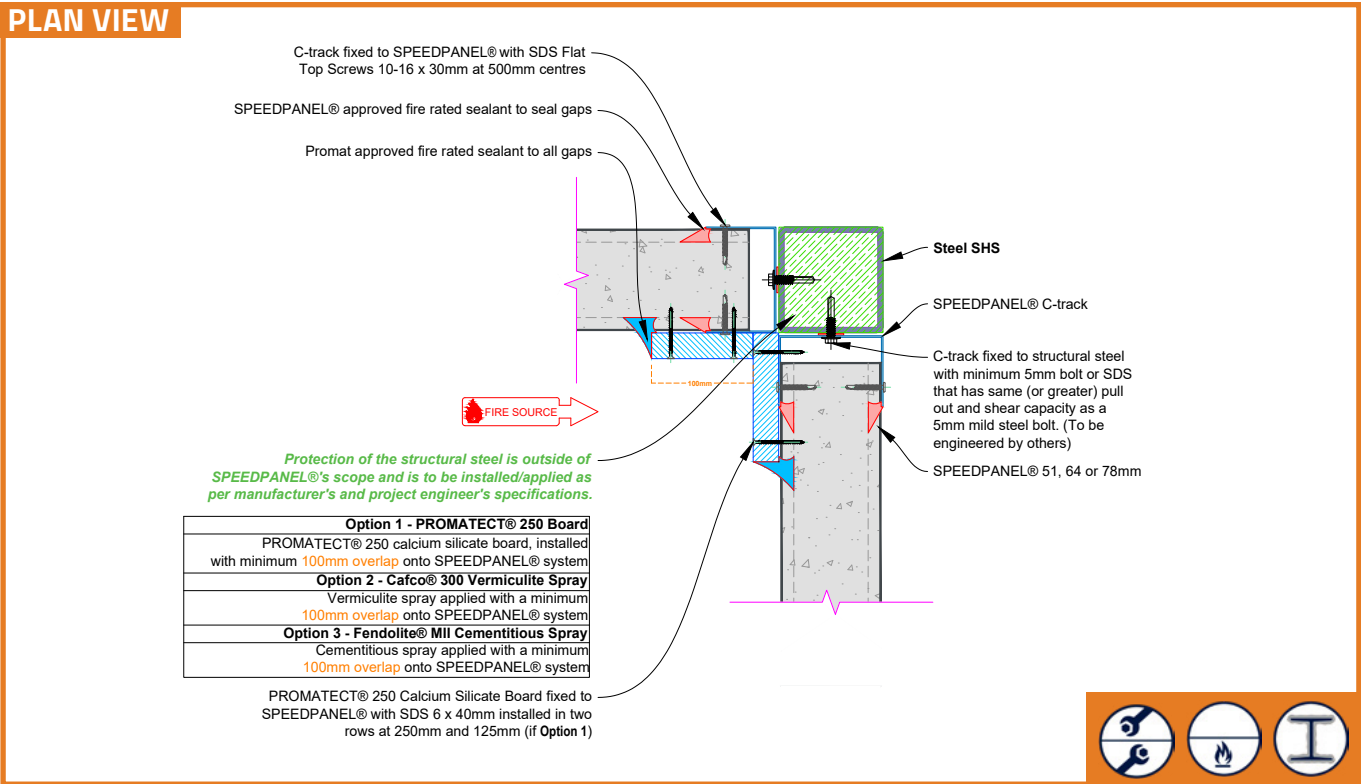 PLAN VIEW
C-track fixed to SPEEDPANEL® with SDS Flat
Top Screws 10-16 x 30mm at 500mm centres
SPEEDPANEL® approved fire rated sealant to seal gaps
Promat approved fire rated sealant to all gaps
Steel SHS
SPEEDPANEL® C-track
C-track fixed to structural steel
with minimum 5mm bolt or SDS
that has same (or greater) pull
out and shear capacity as a
5mm mild steel bolt. (To be
engineered by others)
SPEEDPANEL® 51, 64 or 78mm
100mm
FIRE SOURCE
Protection of the structural steel is outside of
SPEEDPANEL®'s scope and is to be installed/applied as
per manufacturer's and project engineer's specifications.
Option 1 - PROMATECT® 250 Board
PROMATECT® 250 calcium silicate board, installed
with minimum 100mm overlap onto SPEEDPANEL® system
Option 2 - Cafco® 300 Vermiculite Spray
Vermiculite spray applied with a minimum
100mm overlap onto SPEEDPANEL® system
Option 3 - Fendolite® MII Cementitious Spray
Cementitious spray applied with a minimum
100mm overlap onto SPEEDPANEL® system
PROMATECT® 250 Calcium Silicate Board fixed to
SPEEDPANEL® with SDS 6 x 40mm installed in two
rows at 250mm and 125mm (if Option 1)